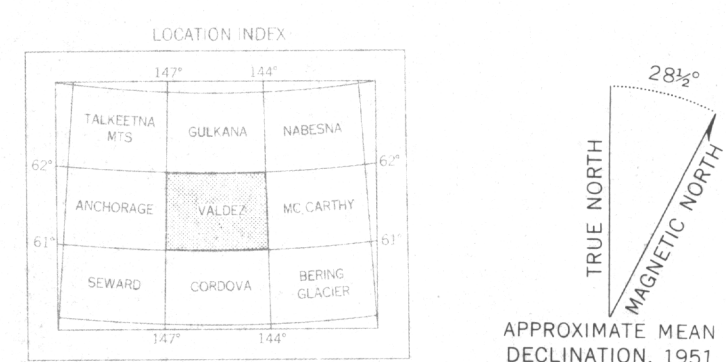 LOCATION INDEX
147° 144°
TALKEETNA
MTS
GULKANA
NABESNA
62° 62°
ANCHORAGE
VALDEZ
MC CARTHY
61° 61°
SEWARD
CORDOVA
BERING
GLACIER
147° 144°
28½°
TRUE NORTH
MAGNETIC NORTH
APPROXIMATE MEAN
DECLINATION, 1951